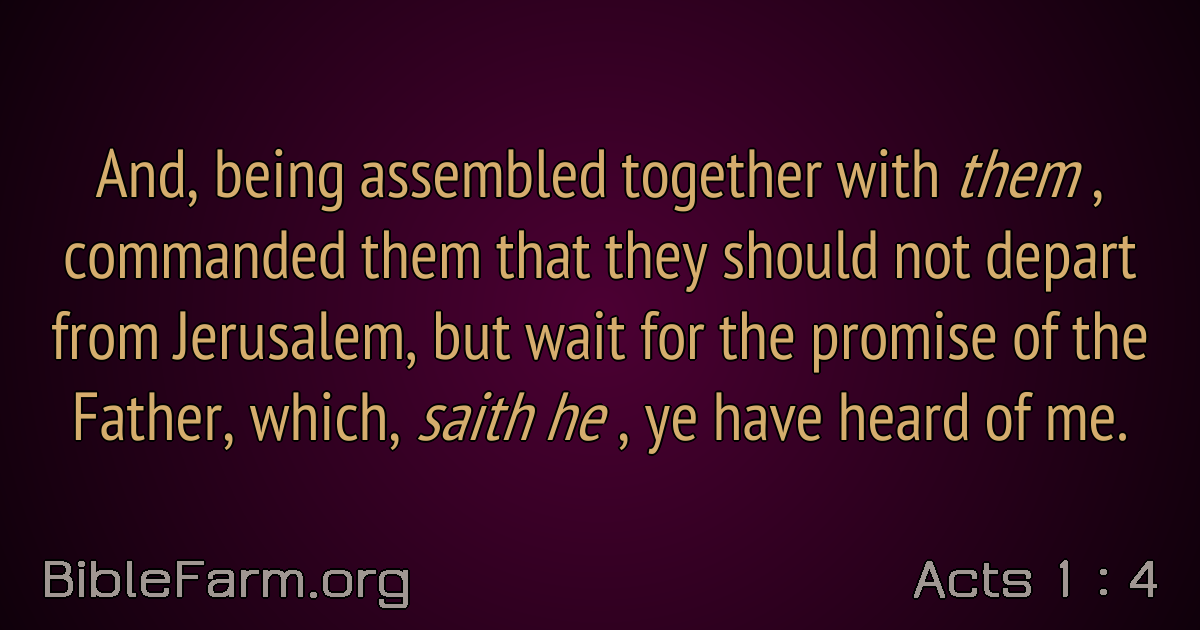 And, being assembled together with them ,
commanded them that they should not depart
from Jerusalem, but wait for the promise of the
Father, which, saith he , ye have heard of me.
BibleFarm.org
Acts 1 : 4